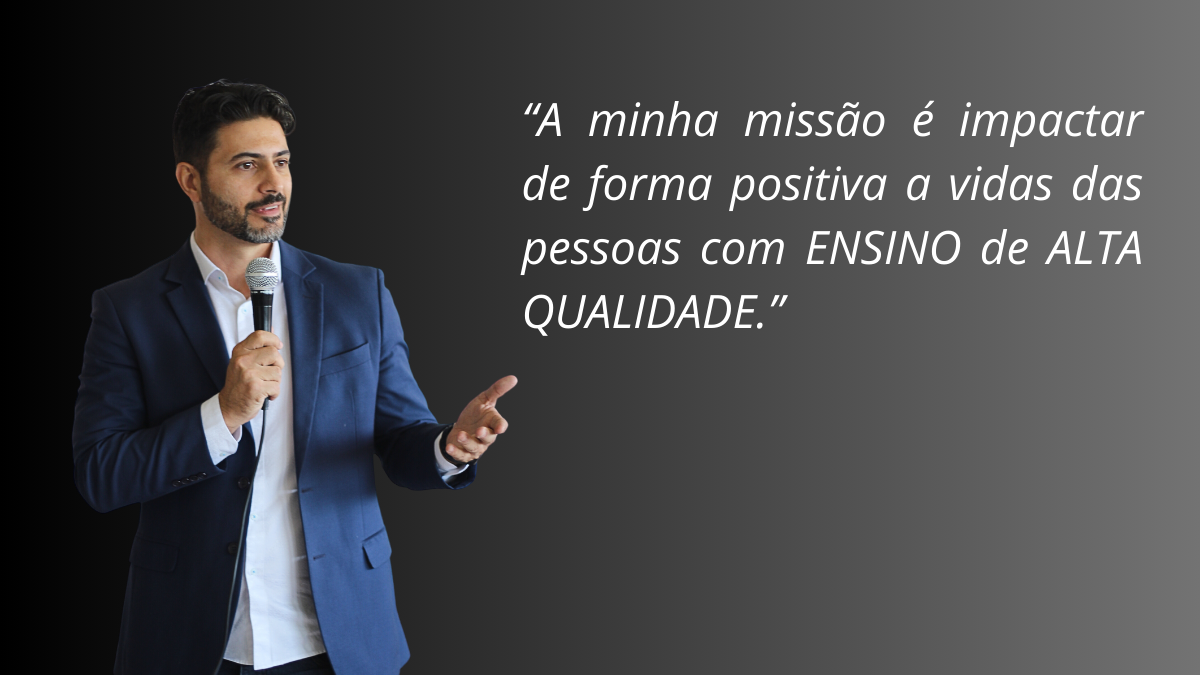 “A minha missão é impactar
de forma positiva a vidas das
pessoas com ENSINO de ALTA
QUALIDADE.”